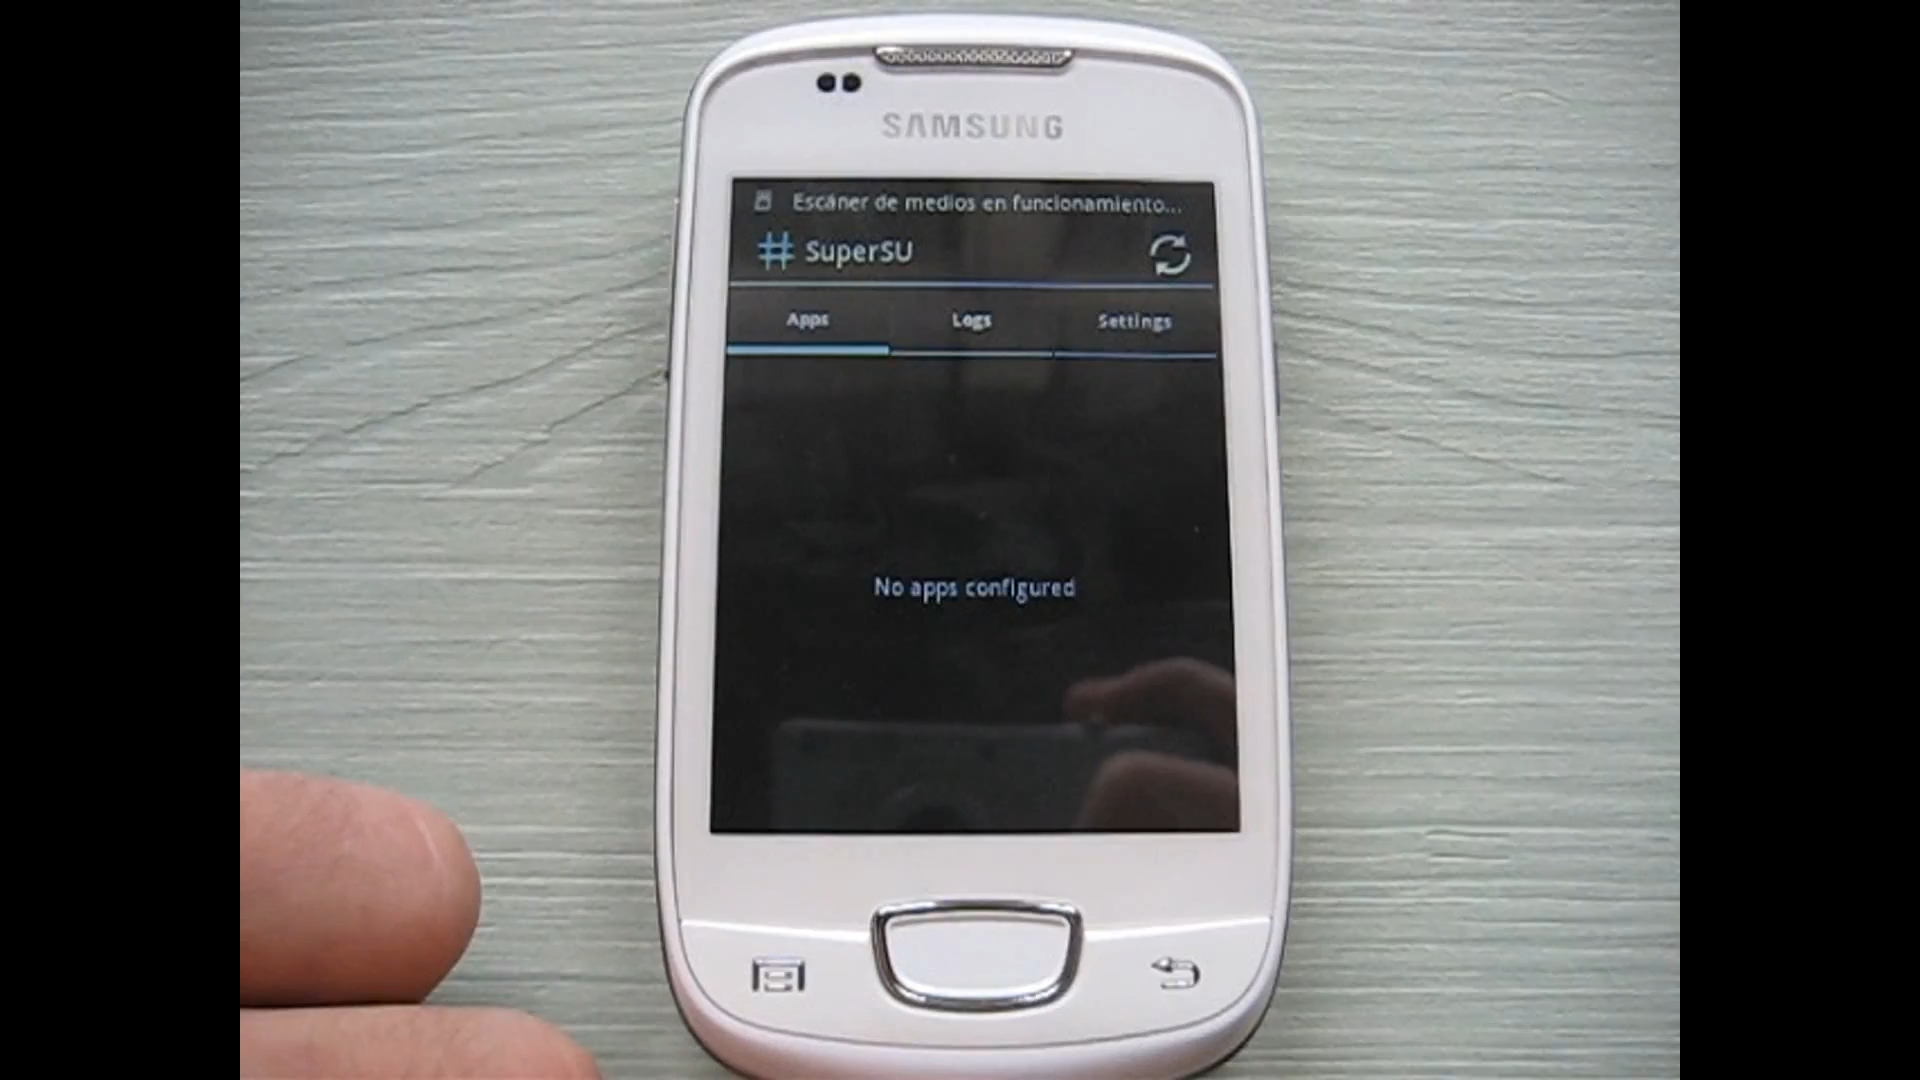 SAMSUNG
Escáner de medios en funcionamiento...
SuperSU
Apps
Logs
Settings
No apps configured